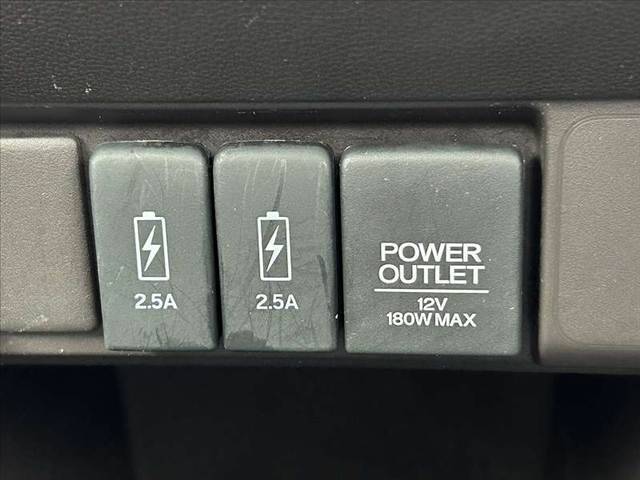 2.5A
2.5A
POWER
OUTLET
12V
180W MAX